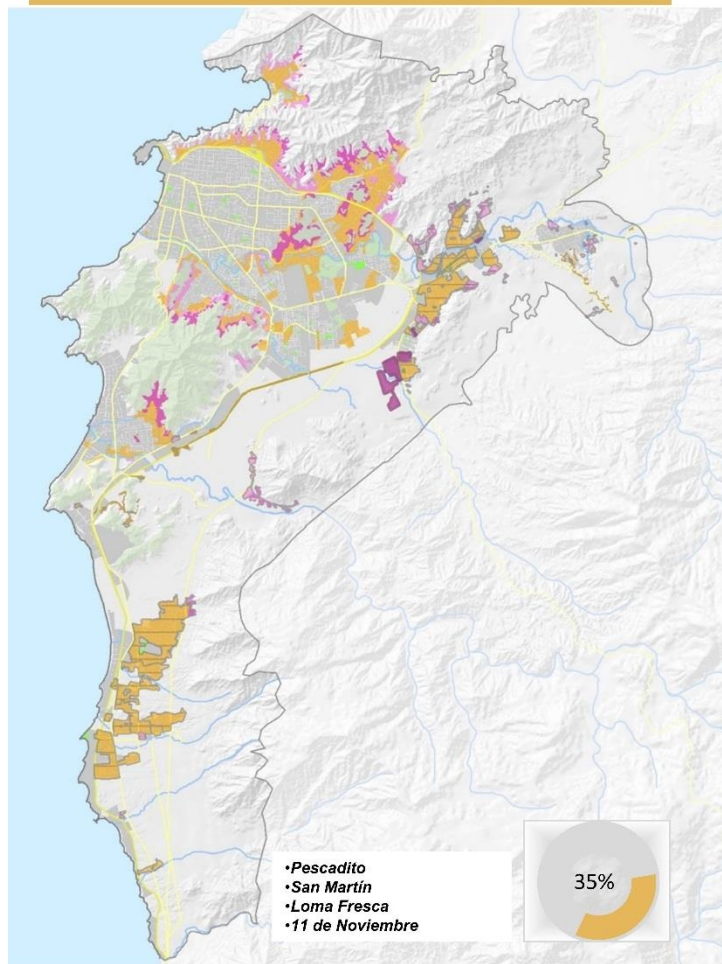 •Pescadito
•San Martín
•Loma Fresca
•11 de Noviembre
35%